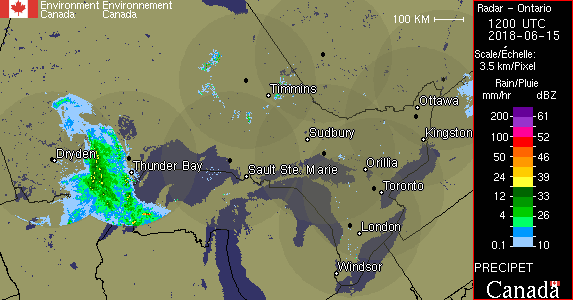 Environment Environnement
Canada Canada
100 KM
Timmins
Ottawa
Sudbury
Kingston
Dryden
Thunder Bay
Sault Ste. Marie
Orillia
Toronto
London
Windsor
Radar - Ontario
1200 UTC
2018-06-15
Scale/Échelle:
3.5 km/Pixel
Rain/Pluie
mm/hr dBZ
200 61
100 52
50 46
24 39
12 33
4 26
0.1 10
PRECIPET
Canada